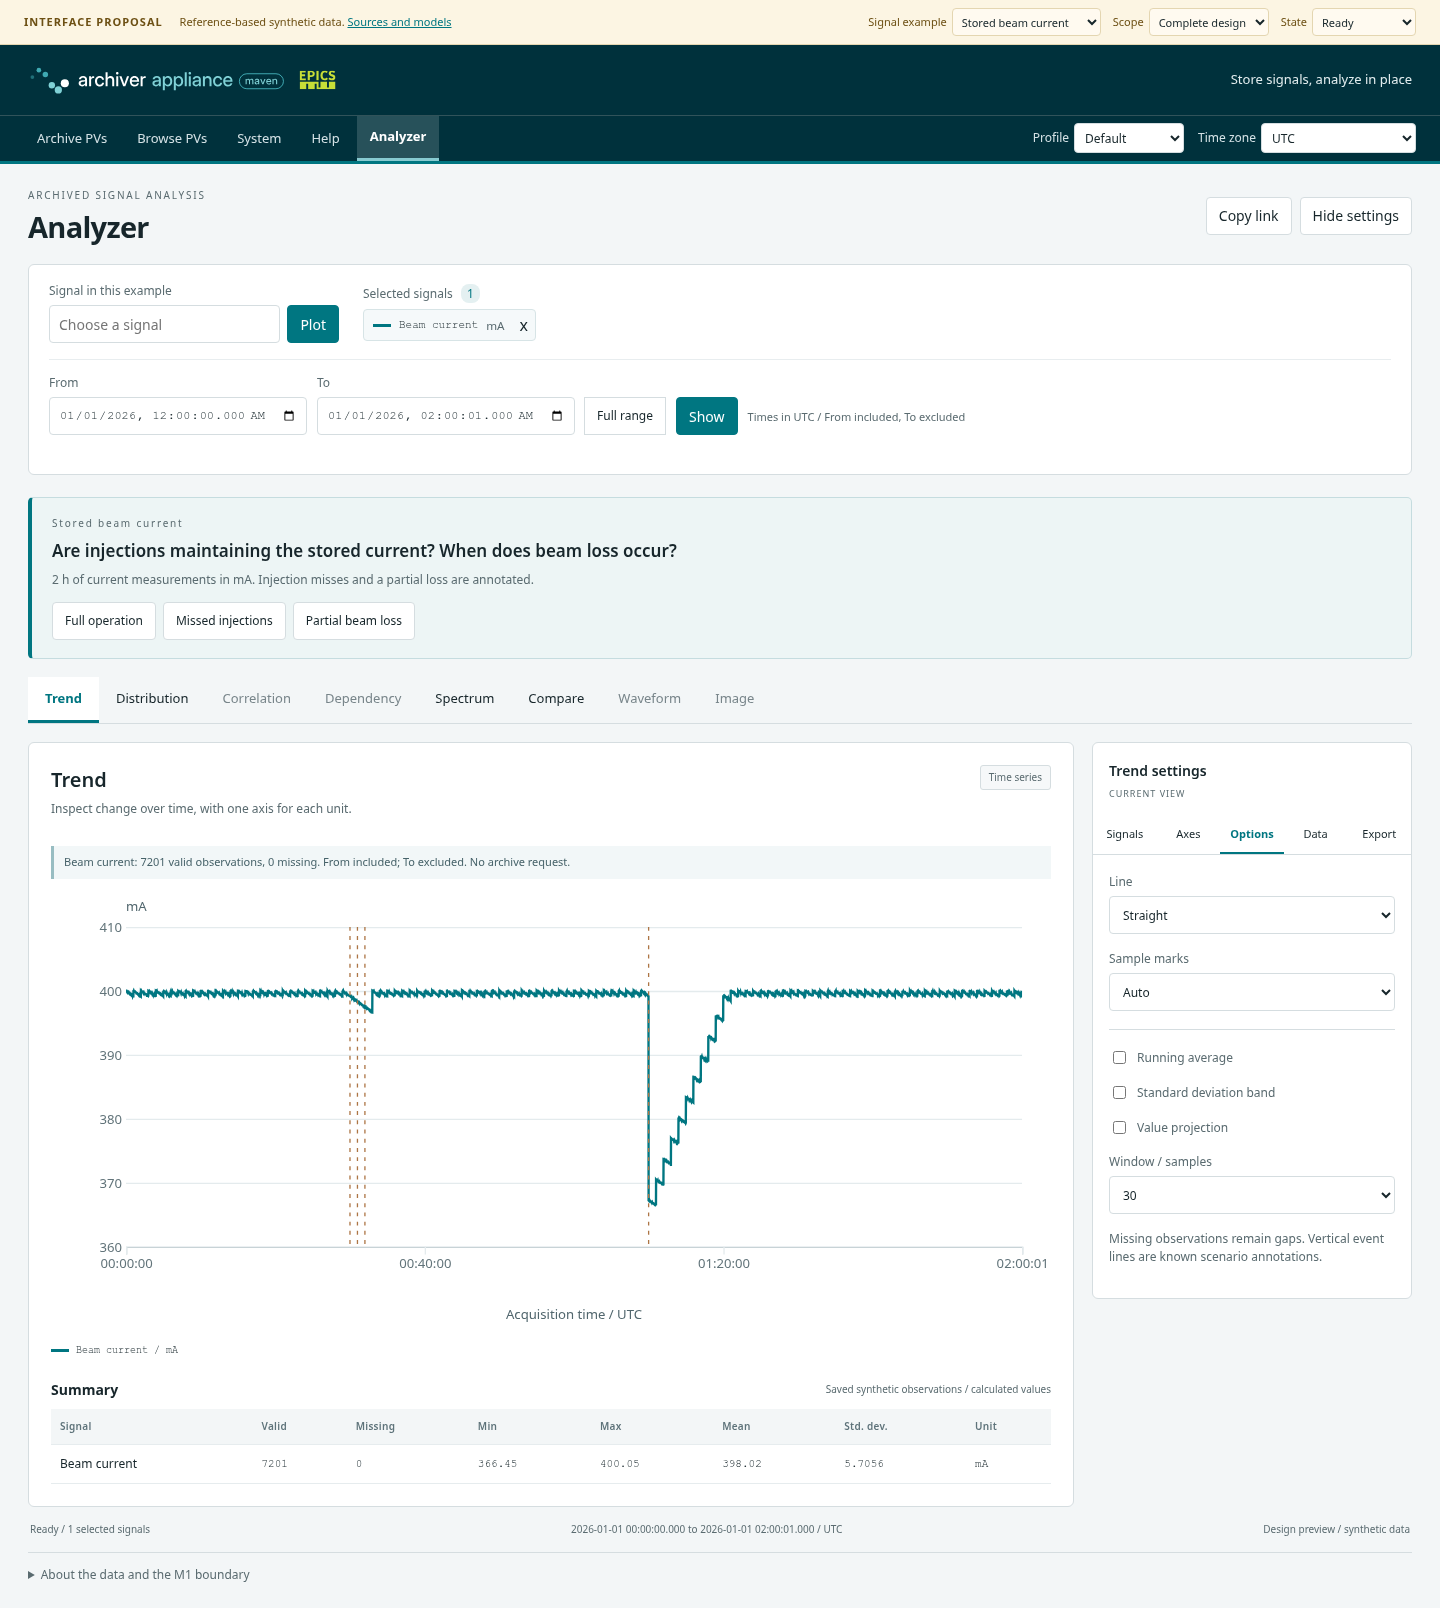 INTERFACE PROPOSAL Reference-based synthetic data. Sources and models Signal example Stored beam current Scope Complete design State Ready
archiver appliance maven EPICS Store signals, analyze in place
Archive PVs Browse PVs System Help Analyzer Profile Default Time zone UTC
ARCHIVED SIGNAL ANALYSIS
Analyzer Copy link Hide settings
Signal in this example Selected signals 1
Choose a signal Plot Beam current mA X
From To
01/01/2026, 12:00:00.000 AM 01/01/2026, 02:00:01.000 AM Full range Show Times in UTC / From included, To excluded
Stored beam current
Are injections maintaining the stored current? When does beam loss occur?
2 h of current measurements in mA. Injection misses and a partial loss are annotated.
Full operation Missed injections Partial beam loss
Trend Distribution Correlation Dependency Spectrum Compare Waveform Image
Trend Time series
Inspect change over time, with one axis for each unit.
Beam current: 7201 valid observations, 0 missing. From included; To excluded. No archive request.
mA
410
400
390
380
370
360
00:00:00 00:40:00 01:20:00 02:00:01
Acquisition time / UTC
Beam current / mA
Summary Saved synthetic observations / calculated values
Signal Valid Missing Min Max Mean Std. dev. Unit
Beam current 7201 0 366.45 400.05 398.02 5.7056 mA
Trend settings
CURRENT VIEW
Signals Axes Options Data Export
Line
Straight
Sample marks
Auto
Running average
Standard deviation band
Value projection
Window / samples
30
Missing observations remain gaps. Vertical event
lines are known scenario annotations.
Ready / 1 selected signals 2026-01-01 00:00:00.000 to 2026-01-01 02:00:01.000 / UTC Design preview / synthetic data
About the data and the M1 boundary